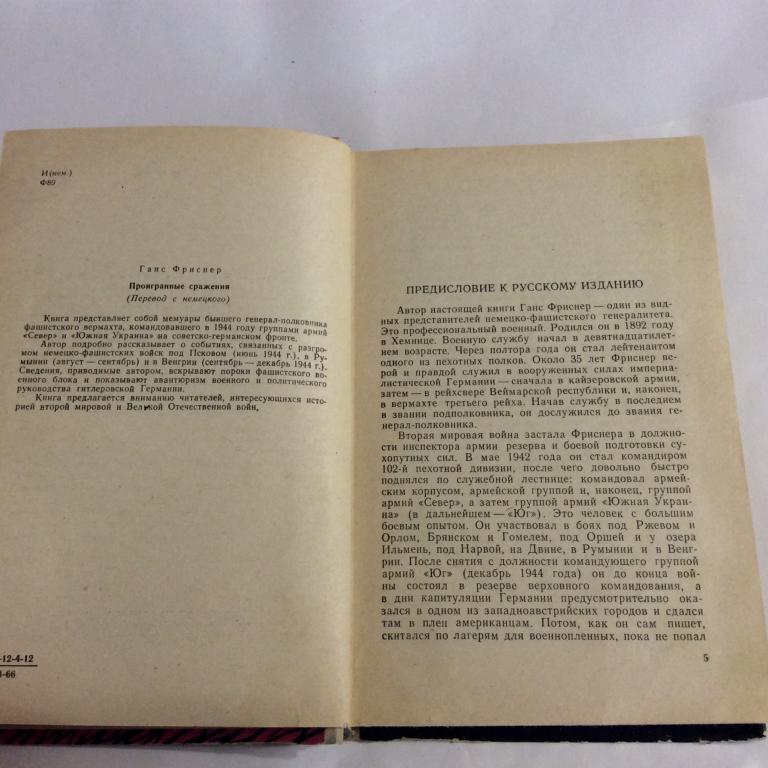 И(нем.)
Ф89
Ганс Фриснер
Проигранные сражения
(Перевод с немецкого)
Книга представляет собой мемуары бывшего генерал-полковника
фашистского вермахта, командовавшего в 1944 году группами армий
«Север» и «Южная Украина» на советско-германском фронте.
Автор подробно рассказывает о событиях, связанных с разгро-
мом немецко-фашистских войск под Псковом (июнь 1944 г.), в Ру-
мынии (август — сентябрь) и в Венгрии (сентябрь — декабрь 1944 г.).
Сведения, приводимые автором, вскрывают пороки фашистского во-
енного блока и показывают авантюризм военного и политического
руководства гитлеровской Германии.
Книга предлагается вниманию читателей, интересующихся исто-
рией второй мировой и Великой Отечественной войн,
-12-4-12
-66
ПРЕДИСЛОВИЕ К РУССКОМУ ИЗДАНИЮ
Автор настоящей книги Ганс Фриснер — один из вид-
ных представителей немецко-фашистского генералитета.
Это профессиональный военный. Родился он в 1892 году
в Хемнице. Военную службу начал в девятнадцатилет-
нем возрасте. Через полтора года он стал лейтенантом
одного из пехотных полков. Около 35 лет Фриснер ве-
рой и правдой служил в вооруженных силах империа-
листической Германии — сначала в кайзеровской армии,
затем — в рейхсвере Веймарской республики и, наконец,
в вермахте третьего рейха. Начав службу в последнем
в звании подполковника, он дослужился до звания ге-
нерал-полковника.
Вторая мировая война застала Фриснера в должно-
сти инспектора армии резерва и боевой подготовки су-
хопутных сил. В мае 1942 года он стал командиром
102-й пехотной дивизии, после чего довольно быстро
поднялся по служебной лестнице: командовал армей-
ским корпусом, армейской группой и, наконец, группой
армий «Север», а затем группой армий «Южная Украи-
на» (в дальнейшем — «Юг»). Это человек с большим
боевым опытом. Он участвовал в боях под Ржевом и
Орлом, Брянском и Гомелем, под Оршей и у озера
Ильмень, под Нарвой, на Двине, в Румынии и в Венг-
рии. После снятия с должности командующего группой
армий «Юг» (декабрь 1944 года) он до конца вой-
ны состоял в резерве верховного командования, а
в дни капитуляции Германии предусмотрительно ока-
зался в одном из западноавстрийских городов и сдался
там в плен американцам. Потом, как он сам пишет,
скитался по лагерям для военнопленных, пока не попал
5